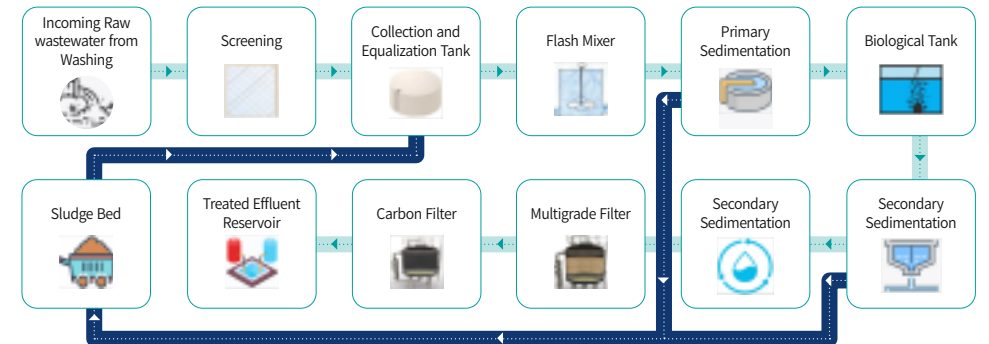 Incoming Raw
wastewater from
Washing
Screening
Collection and
Equalization Tank
Flash Mixer
Primary
Sedimentation
Biological Tank
Sludge Bed
Treated Effluent
Reservoir
Carbon Filter
Multigrade Filter
Secondary
Sedimentation
Secondary
Sedimentation